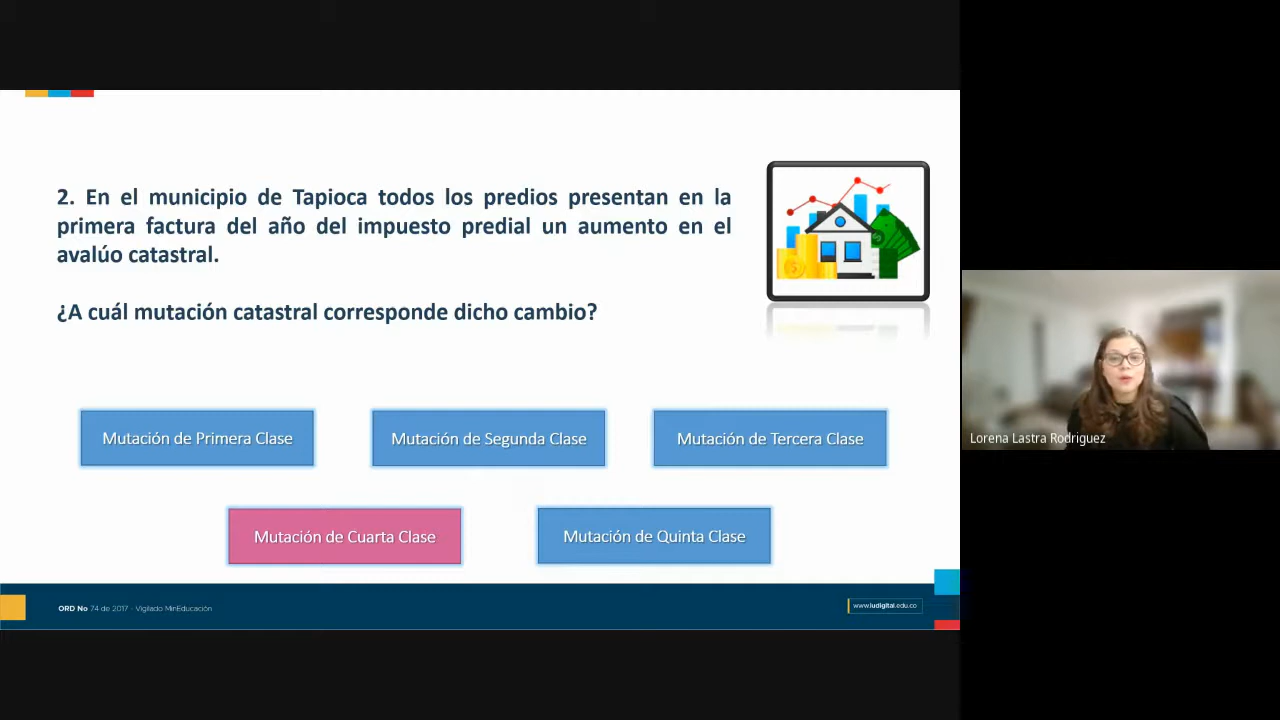 2. En el municipio de Tapioca todos los predios presentan en la
primera factura del año del impuesto predial un aumento en el
avalúo catastral.
¿A cuál mutación catastral corresponde dicho cambio?
Mutación de Primera Clase
Mutación de Segunda Clase
Mutación de Tercera Clase
Mutación de Cuarta Clase
Mutación de Quinta Clase
Lorena Lastra Rodriguez
ORD No 74 de 2017 - Vigilado MinEducación
www.iudigital.edu.co